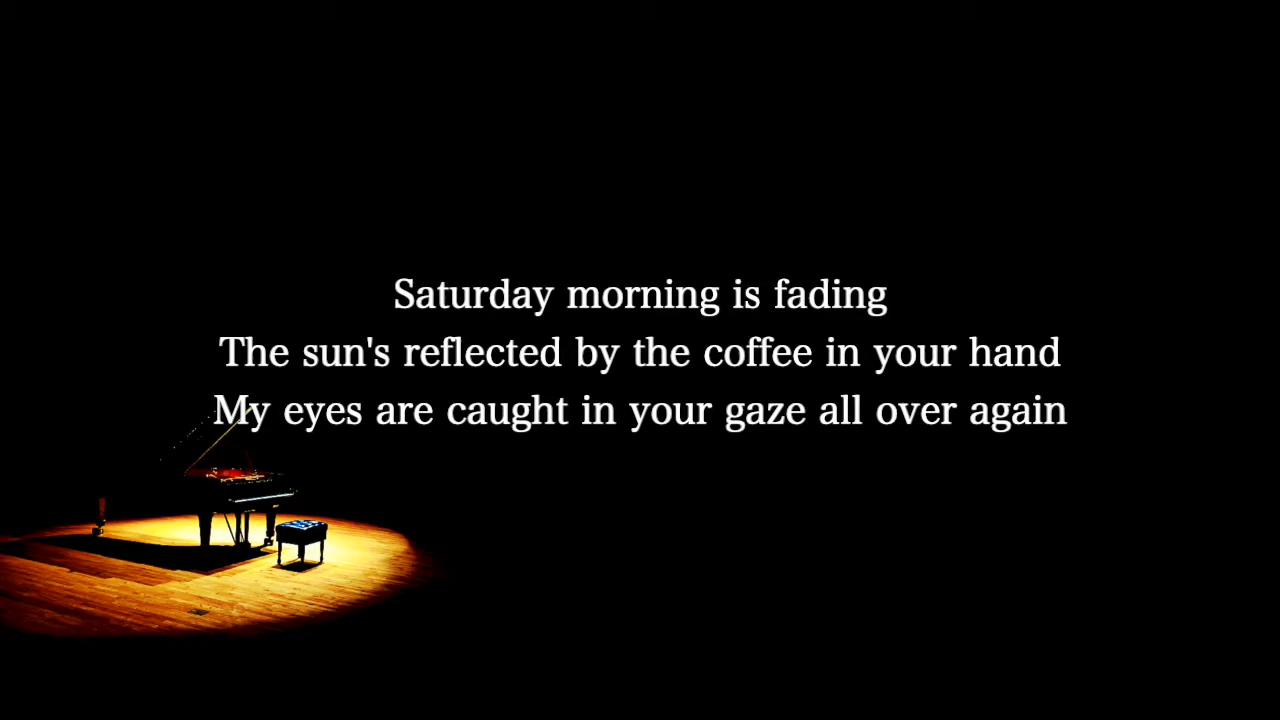 Saturday morning is fading
The sun's reflected by the coffee in your hand
My eyes are caught in your gaze all over again